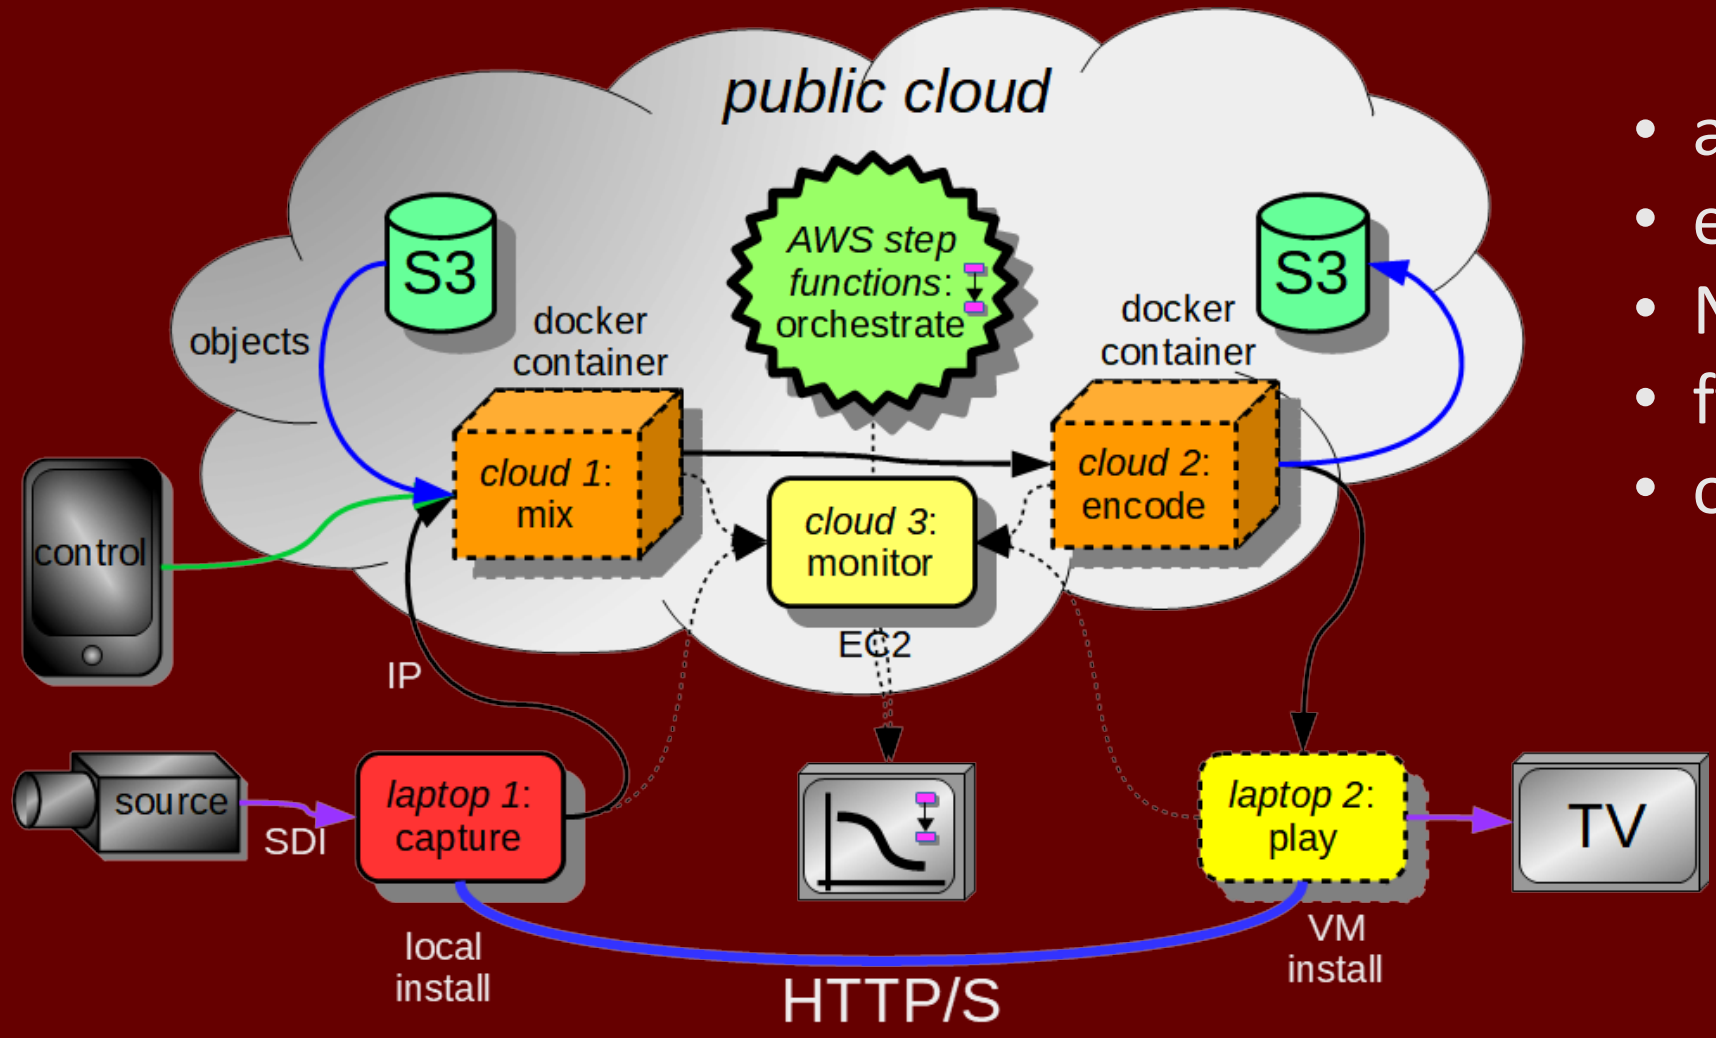 public cloud
S3
AWS step
functions:
orchestrate
S3
objects
docker
container
docker
container
cloud 1:
mix
cloud 2:
encode
cloud 3:
monitor
EC2
control
IP
source
SDI
laptop 1:
capture
laptop 2:
play
TV
local
install
VM
install
HTTP/S